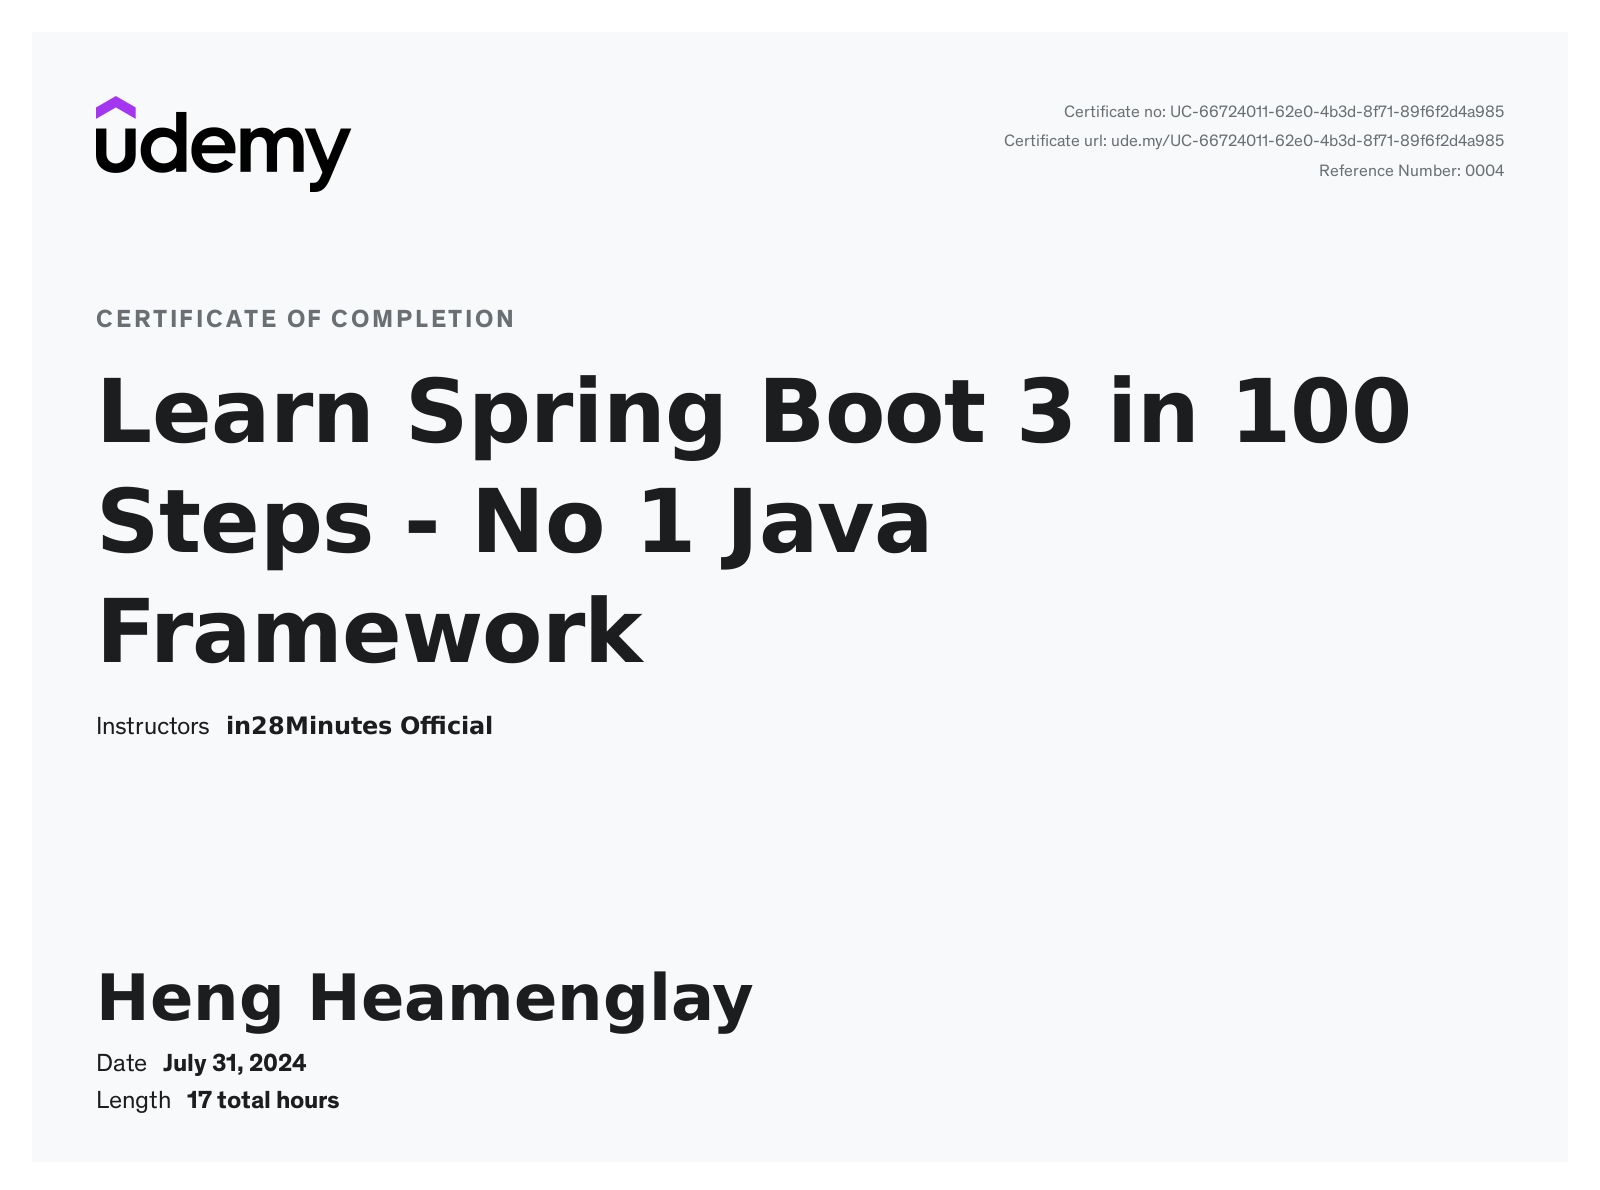 udemy
Certificate no: UC-66724011-62e0-4b3d-8f71-89f6f2d4a985
Certificate url: ude.my/UC-66724011-62e0-4b3d-8f71-89f6f2d4a985
Reference Number: 0004
CERTIFICATE OF COMPLETION
Learn Spring Boot 3 in 100
Steps - No 1 Java
Framework
Instructors in28Minutes Official
Heng Heamenglay
Date July 31, 2024
Length 17 total hours